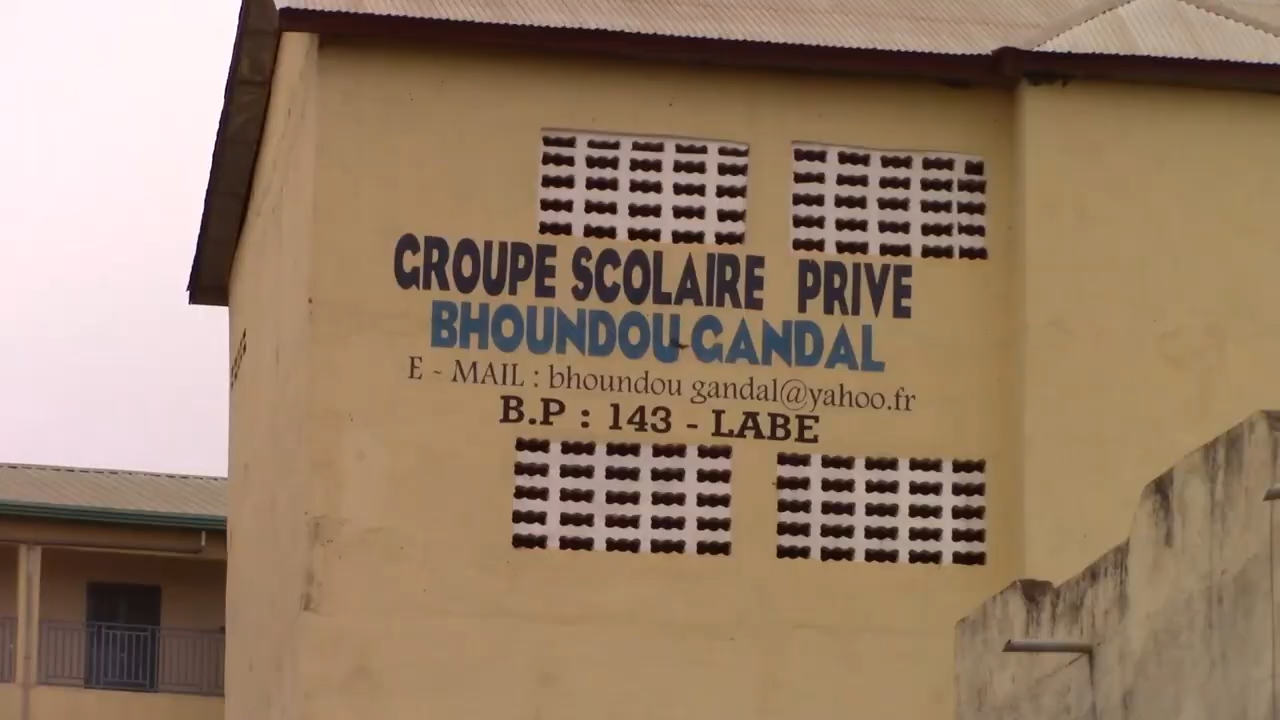 GROUPE SCOLAIRE PRIVE
BHOUNDOU GANDAL
E - MAIL : bhoundou gandal@yahoo.fr
B.P : 143 - LABE